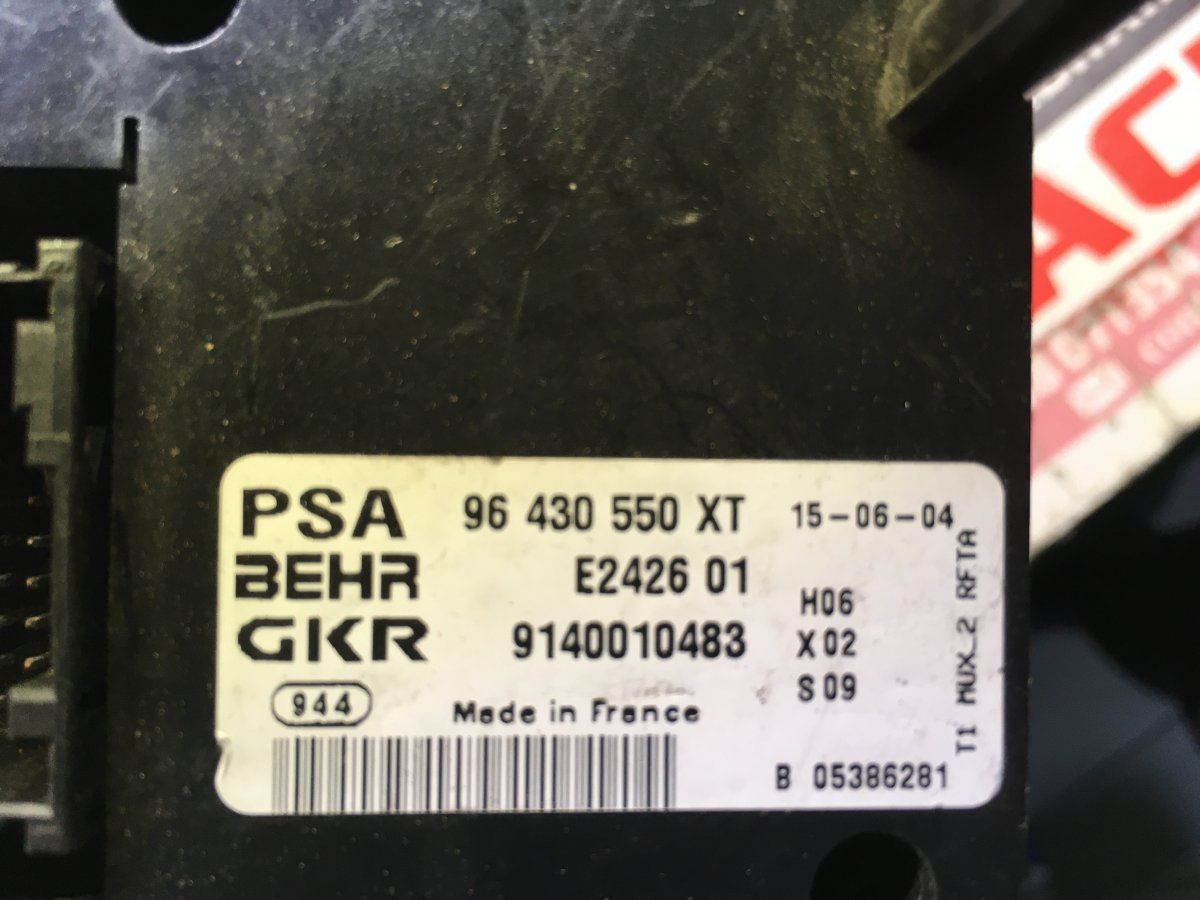 PSA 96 430 550 XT 15-06-04
BEHR E2426 01
H06
GKR 9140010483 X02
S09
944 Made in France
B 05386281
T1 MUX_2 RFTA